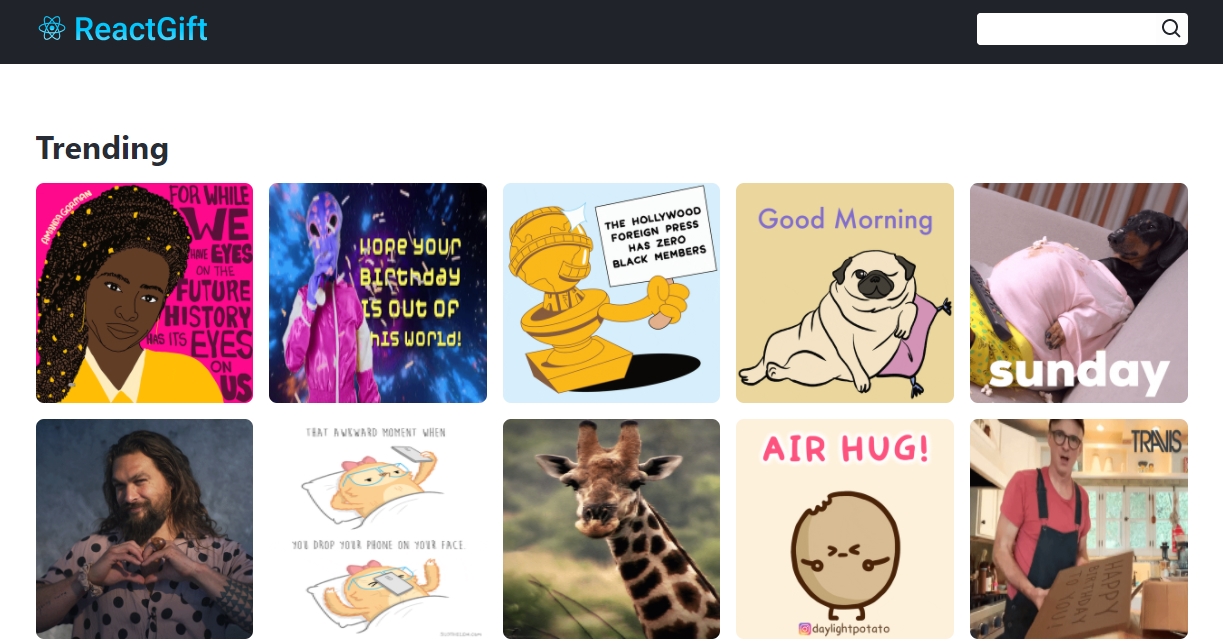 ReactGift
Trending
AMANDA GORMAN
FOR WHILE
WE
HAVE EYES
ON THE
FUTURE
HISTORY
HAS ITS EYES
ON
US
HOPE YOUR
BIRTHDAY
IS OUT OF
THIS WORLD!
THE HOLLYWOOD
FOREIGN PRESS
HAS ZERO
BLACK MEMBERS
Good Morning
sunday
THAT AWKWARD MOMENT WHEN
YOU DROP YOUR PHONE ON YOUR FACE.
AIR HUG!
daylightpotato
TRAVIS
HAPPY
BIRTHDAY
TO YOU!